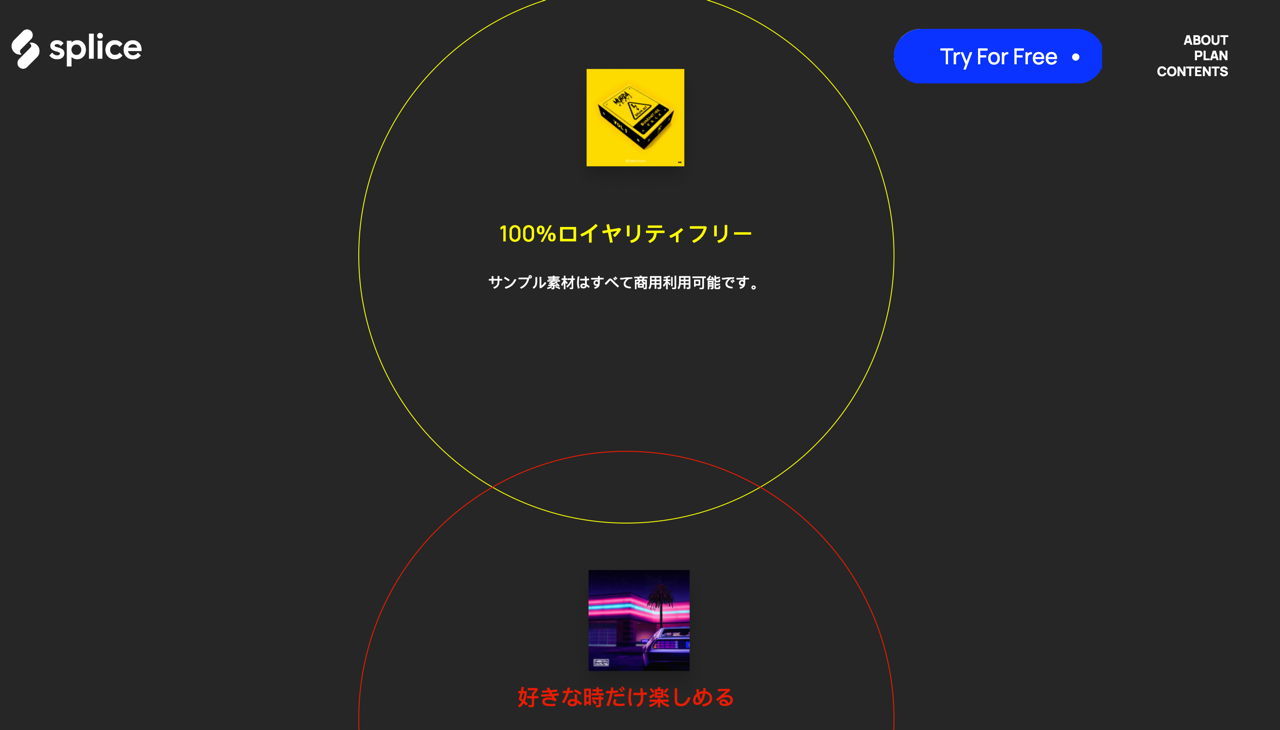 splice
Try For Free
ABOUT
PLAN
CONTENTS
100%ロイヤリティフリー
サンプル素材はすべて商用利用可能です。
好きな時だけ楽しめる